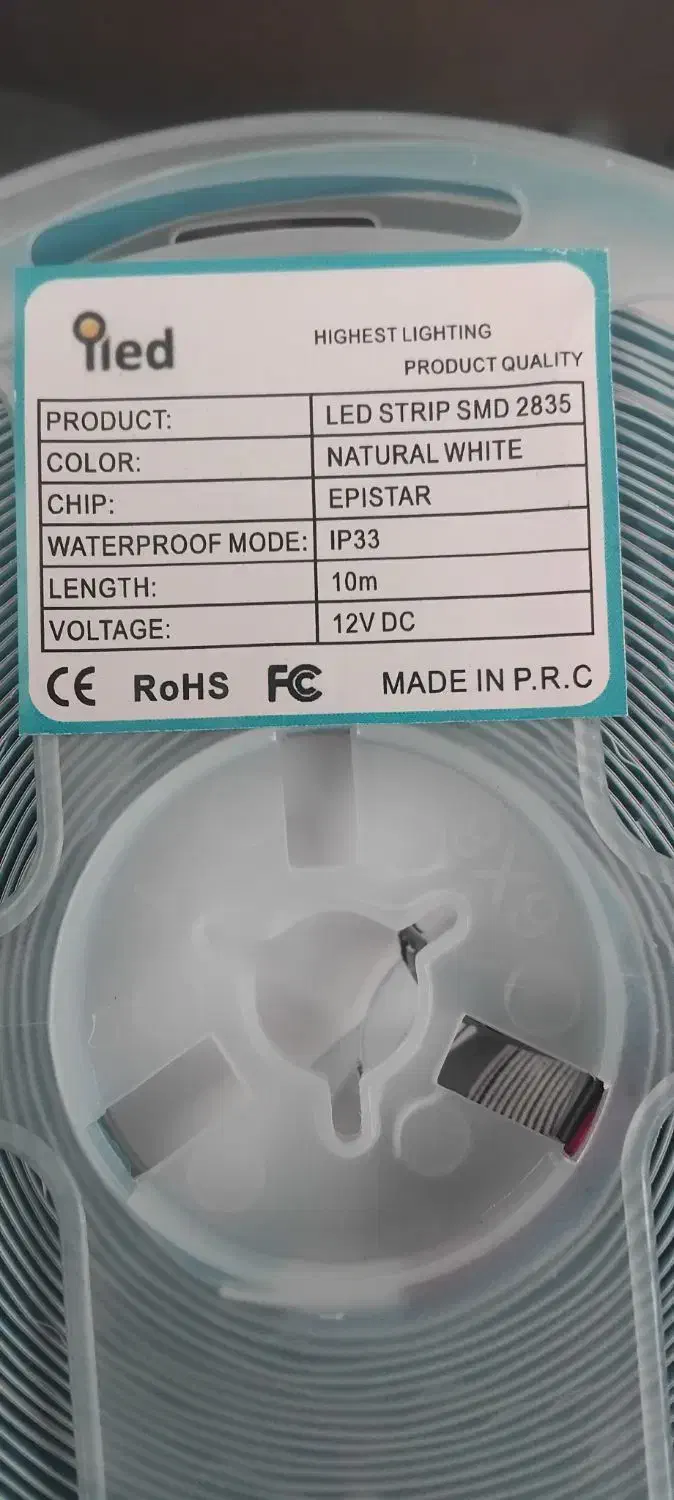 iled
HIGHEST LIGHTING
PRODUCT QUALITY
PRODUCT: LED STRIP SMD 2835
COLOR: NATURAL WHITE
CHIP: EPISTAR
WATERPROOF MODE: IP33
LENGTH: 10m
VOLTAGE: 12V DC
CE RoHS FC MADE IN P.R.C